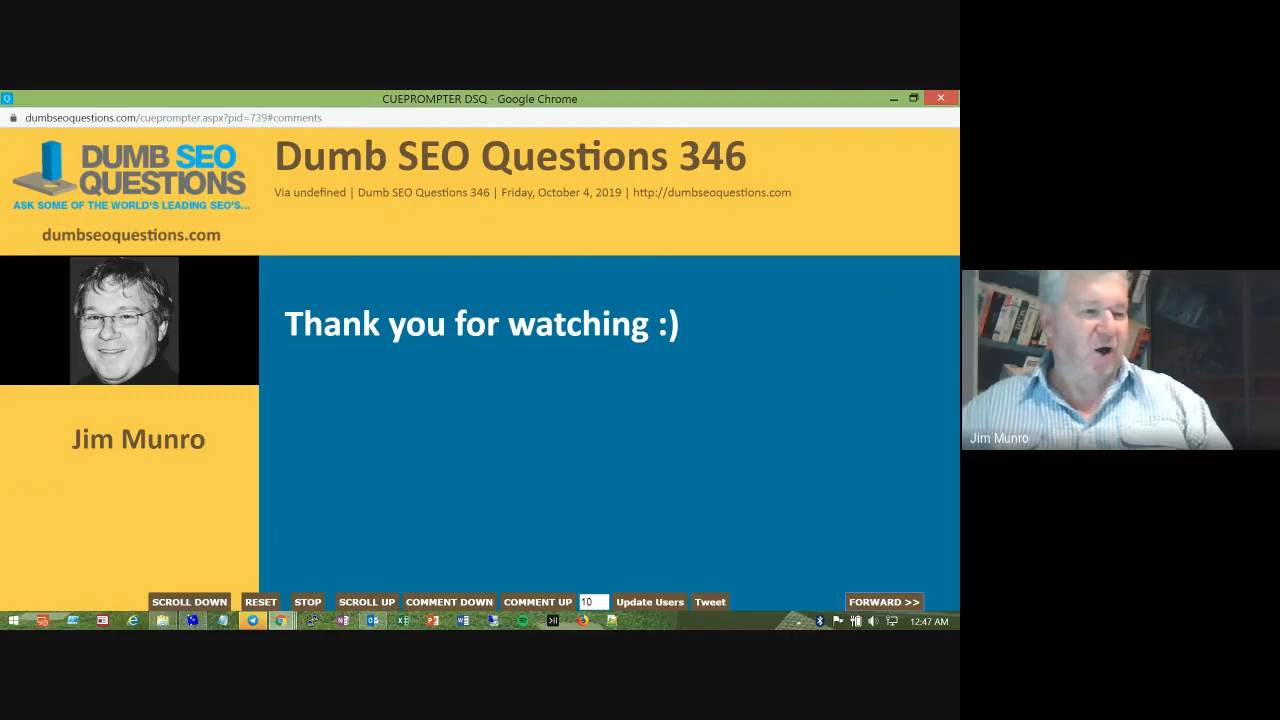 CUEPROMPTER DSQ - Google Chrome
dumbseoquestions.com/cueprompter.aspx?pid=739#comments
DUMB SEO
QUESTIONS
ASK SOME OF THE WORLD'S LEADING SEO'S...
dumbseoquestions.com
Dumb SEO Questions 346
Via undefined | Dumb SEO Questions 346 | Friday, October 4, 2019 | http://dumbseoquestions.com
Thank you for watching :)
Jim Munro
Jim Munro
SCROLL DOWN RESET STOP SCROLL UP COMMENT DOWN COMMENT UP 10 Update Users Tweet FORWARD >>
12:47 AM